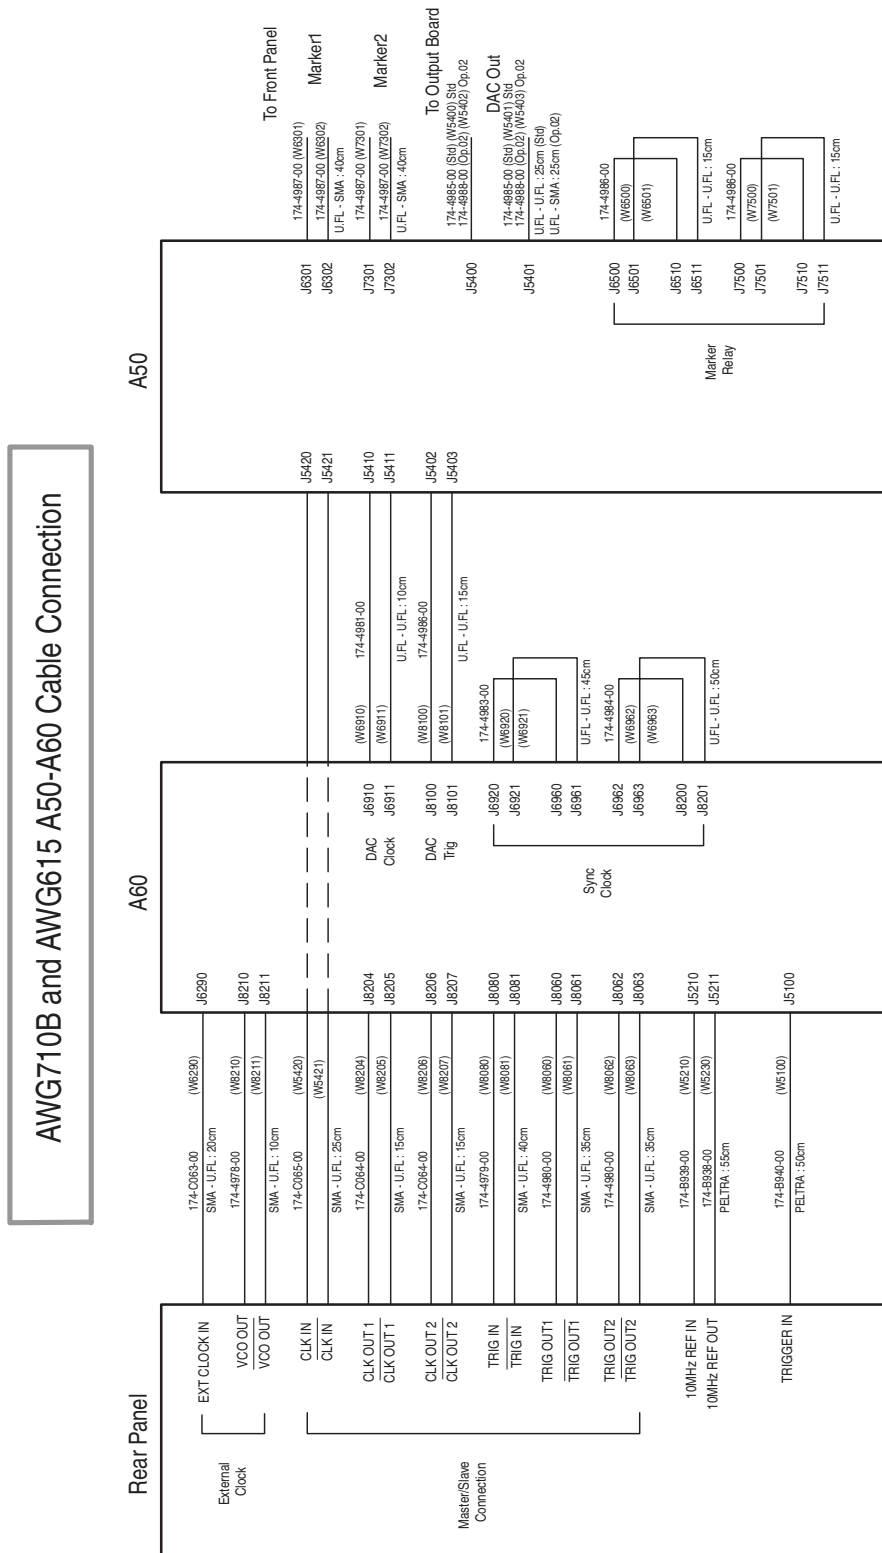 AWG710B and AWG615 A50-A60 Cable Connection
Rear Panel
A60
A50
External
Clock
EXT CLOCK IN
174-C063-00
(W6290)
SMA - U.FL : 20cm
J6290
VCO OUT
VCO OUT
174-4978-00
(W8210)
(W8211)
SMA - U.FL : 10cm
J8210
J8211
Master/Slave
Connection
CLK IN
CLK IN
174-C065-00
(W5420)
(W5421)
SMA - U.FL : 25cm
J5420
J5421
CLK OUT 1
CLK OUT 1
174-C064-00
(W8204)
(W8205)
SMA - U.FL : 15cm
J8204
J8205
CLK OUT 2
CLK OUT 2
174-C064-00
(W8206)
(W8207)
SMA - U.FL : 15cm
J8206
J8207
TRIG IN
TRIG IN
174-4979-00
(W8080)
(W8081)
SMA - U.FL : 40cm
J8080
J8081
TRIG OUT1
TRIG OUT1
174-4980-00
(W8060)
(W8061)
SMA - U.FL : 35cm
J8060
J8061
TRIG OUT2
TRIG OUT2
174-4980-00
(W8062)
(W8063)
SMA - U.FL : 35cm
J8062
J8063
10MHz REF IN
10MHz REF OUT
174-B939-00
(W5210)
174-B938-00
(W5230)
PELTRA : 55cm
J5210
J5211
TRIGGER IN
174-B940-00
(W5100)
PELTRA : 50cm
J5100
DAC
Clock
J6910
J6911
(W6910)
(W6911)
174-4981-00
U.FL - U.FL : 10cm
J5410
J5411
DAC
Trig
J8100
J8101
(W8100)
(W8101)
174-4986-00
U.FL - U.FL : 15cm
J5402
J5403
Sync
Clock
J6920
J6921
J6960
J6961
174-4983-00
(W6920)
(W6921)
U.FL - U.FL : 45cm
J6962
J6963
J8200
J8201
174-4984-00
(W6962)
(W6963)
U.FL - U.FL : 50cm
To Front Panel
J6301
J6302
174-4987-00 (W6301)
174-4987-00 (W6302)
U.FL - SMA : 40cm
Marker1
J7301
J7302
174-4987-00 (W7301)
174-4987-00 (W7302)
U.FL - SMA : 40cm
Marker2
To Output Board
J5400
174-4985-00 (Std) (W5400) Std
174-4988-00 (Op.02) (W5402) Op.02
DAC Out
J5401
174-4985-00 (Std) (W5401) Std
174-4988-00 (Op.02) (W5403) Op.02
U.FL - U.FL : 25cm (Std)
U.FL - SMA : 25cm (Op.02)
Marker
Relay
J6500
J6501
J6510
J6511
174-4986-00
(W6500)
(W6501)
U.FL - U.FL : 15cm
J7500
J7501
J7510
J7511
174-4986-00
(W7500)
(W7501)
U.FL - U.FL : 15cm